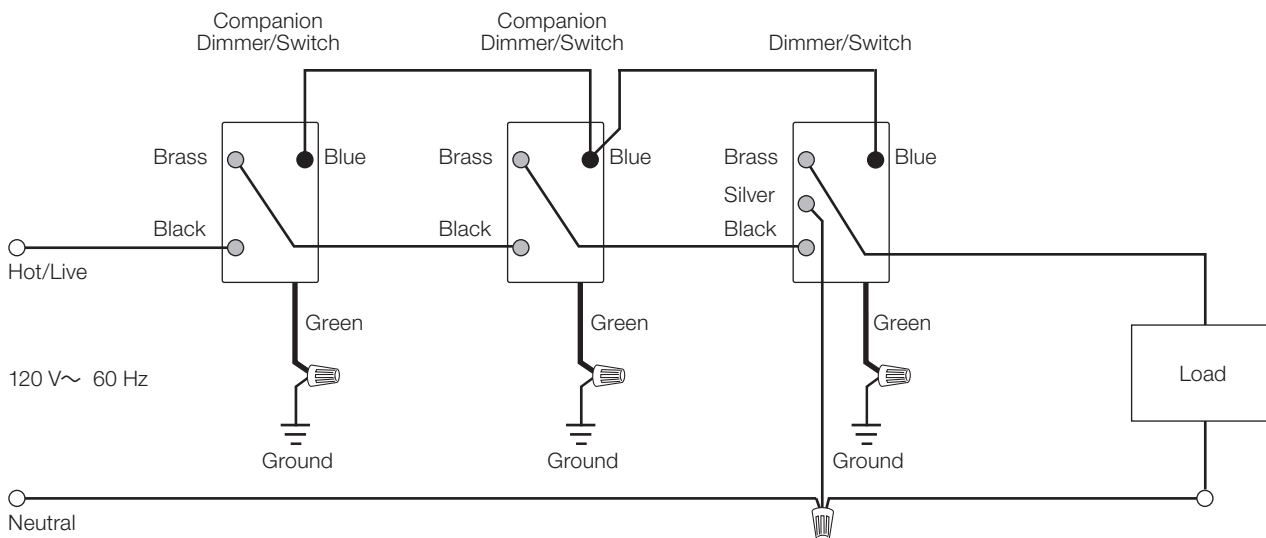 Companion
Dimmer/Switch
Companion
Dimmer/Switch
Dimmer/Switch
Brass
Blue
Brass
Blue
Brass
Blue
Silver
Black
Black
Black
Hot/Live
Green
Green
Green
120 V~ 60 Hz
Load
Ground
Ground
Ground
Neutral